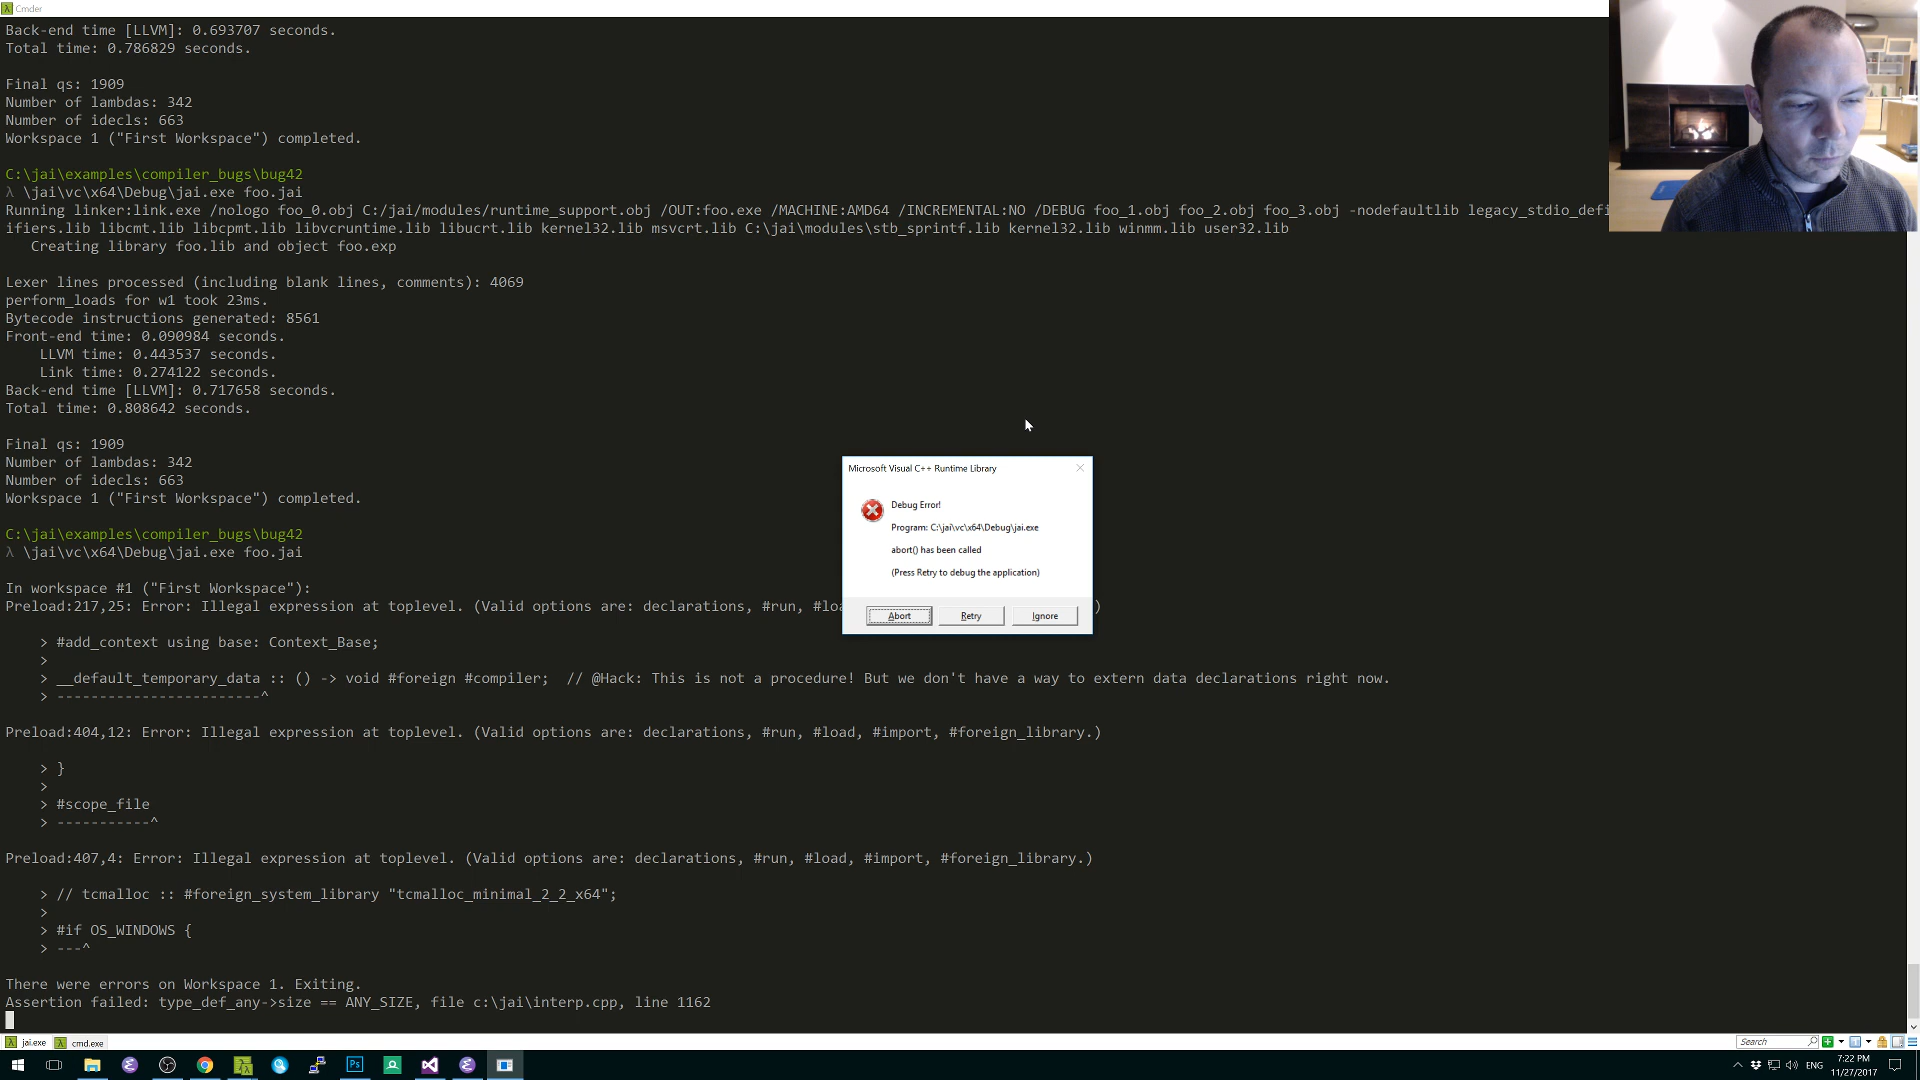 Cmder
Back-end time [LLVM]: 0.693707 seconds.
Total time: 0.786829 seconds.
Final qs: 1909
Number of lambdas: 342
Number of idecls: 663
Workspace 1 ("First Workspace") completed.
C:\jai\examples\compiler_bugs\bug42
λ \jai\vc\x64\Debug\jai.exe foo.jai
Running linker:link.exe /nologo foo_0.obj C:/jai/modules/runtime_support.obj /OUT:foo.exe /MACHINE:AMD64 /INCREMENTAL:NO /DEBUG foo_1.obj foo_2.obj foo_3.obj -nodefaultlib legacy_stdio_defi
ifiers.lib libcmt.lib libcpmt.lib libvcruntime.lib libucrt.lib kernel32.lib msvcrt.lib C:\jai\modules\stb_sprintf.lib kernel32.lib winmm.lib user32.lib
Creating library foo.lib and object foo.exp
Lexer lines processed (including blank lines, comments): 4069
perform_loads for w1 took 23ms.
Bytecode instructions generated: 8561
Front-end time: 0.090984 seconds.
LLVM time: 0.443537 seconds.
Link time: 0.274122 seconds.
Back-end time [LLVM]: 0.717658 seconds.
Total time: 0.808642 seconds.
Final qs: 1909
Number of lambdas: 342
Number of idecls: 663
Workspace 1 ("First Workspace") completed.
C:\jai\examples\compiler_bugs\bug42
λ \jai\vc\x64\Debug\jai.exe foo.jai
In workspace #1 ("First Workspace"):
Preload:217,25: Error: Illegal expression at toplevel. (Valid options are: declarations, #run, #loa )
> #add_context using base: Context_Base;
>
> __default_temporary_data :: () -> void #foreign #compiler;  // @Hack: This is not a procedure! But we don't have a way to extern data declarations right now.
> ------------------------^
Preload:404,12: Error: Illegal expression at toplevel. (Valid options are: declarations, #run, #load, #import, #foreign_library.)
> }
>
> #scope_file
> -----------^
Preload:407,4: Error: Illegal expression at toplevel. (Valid options are: declarations, #run, #load, #import, #foreign_library.)
> // tcmalloc :: #foreign_system_library "tcmalloc_minimal_2_2_x64";
>
> #if OS_WINDOWS {
> ---^
There were errors on Workspace 1. Exiting.
Assertion failed: type_def_any->size == ANY_SIZE, file c:\jai\interp.cpp, line 1162
Microsoft Visual C++ Runtime Library
Debug Error!
Program: C:\jai\vc\x64\Debug\jai.exe
abort() has been called
(Press Retry to debug the application)
Abort Retry Ignore
jai.exe cmd.exe Search
Ps ENG 7:22 PM
11/27/2017